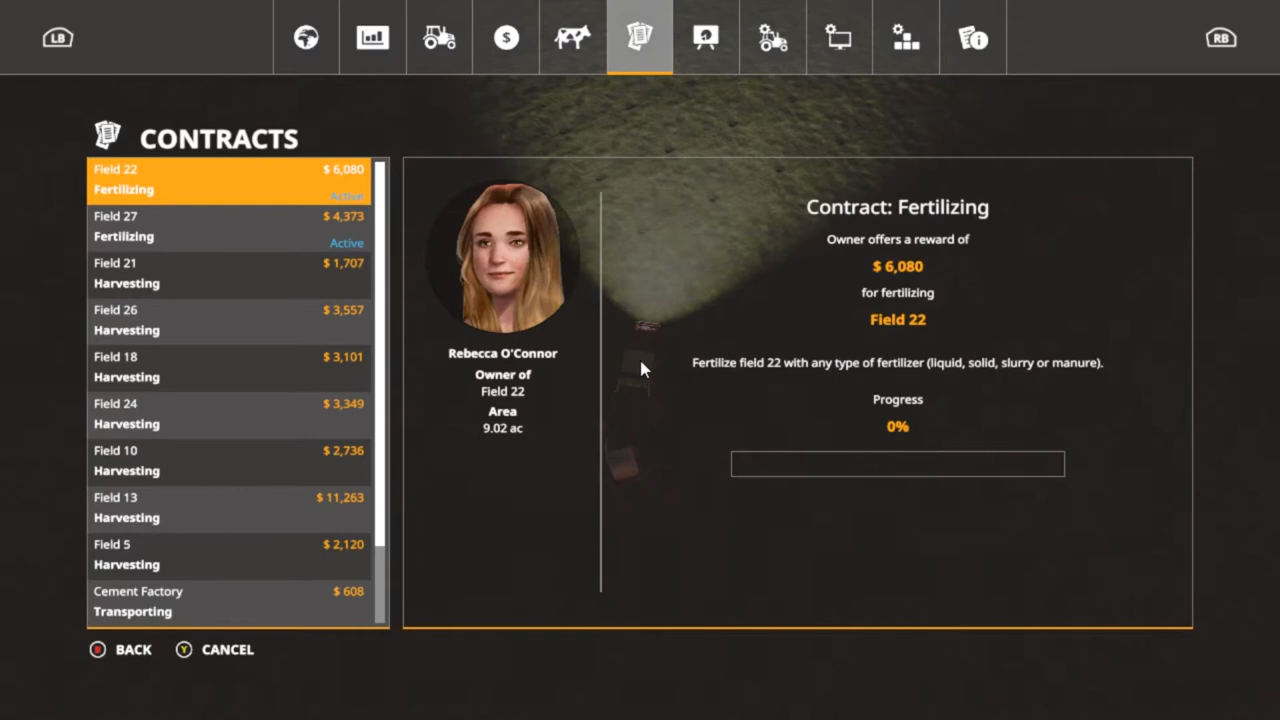 LB
$
RB
CONTRACTS
Field 22 $ 6,080
Fertilizing Active
Field 27 $ 4,373
Fertilizing Active
Field 21 $ 1,707
Harvesting
Field 26 $ 3,557
Harvesting
Field 18 $ 3,101
Harvesting
Field 24 $ 3,349
Harvesting
Field 10 $ 2,736
Harvesting
Field 13 $ 11,263
Harvesting
Field 5 $ 2,120
Harvesting
Cement Factory $ 608
Transporting
Rebecca O'Connor
Owner of
Field 22
Area
9.02 ac
Contract: Fertilizing
Owner offers a reward of
$ 6,080
for fertilizing
Field 22
Fertilize field 22 with any type of fertilizer (liquid, solid, slurry or manure).
Progress
0%
B BACK Y CANCEL